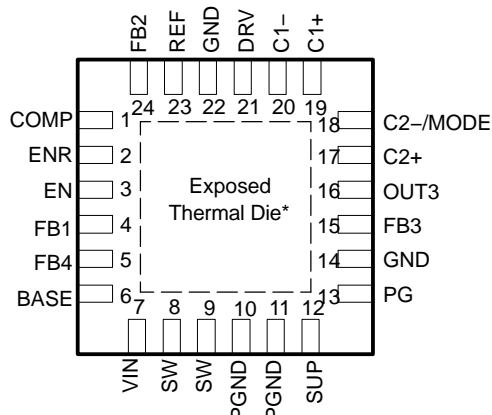 FB2 REF GND DRV C1– C1+
24 23 22 21 20 19
COMP 1
ENR 2
EN 3
FB1 4
FB4 5
BASE 6
Exposed
Thermal Die*
18 C2–/MODE
17 C2+
16 OUT3
15 FB3
14 GND
13 PG
7 8 9 10 11 12
VIN SW SW PGND PGND SUP